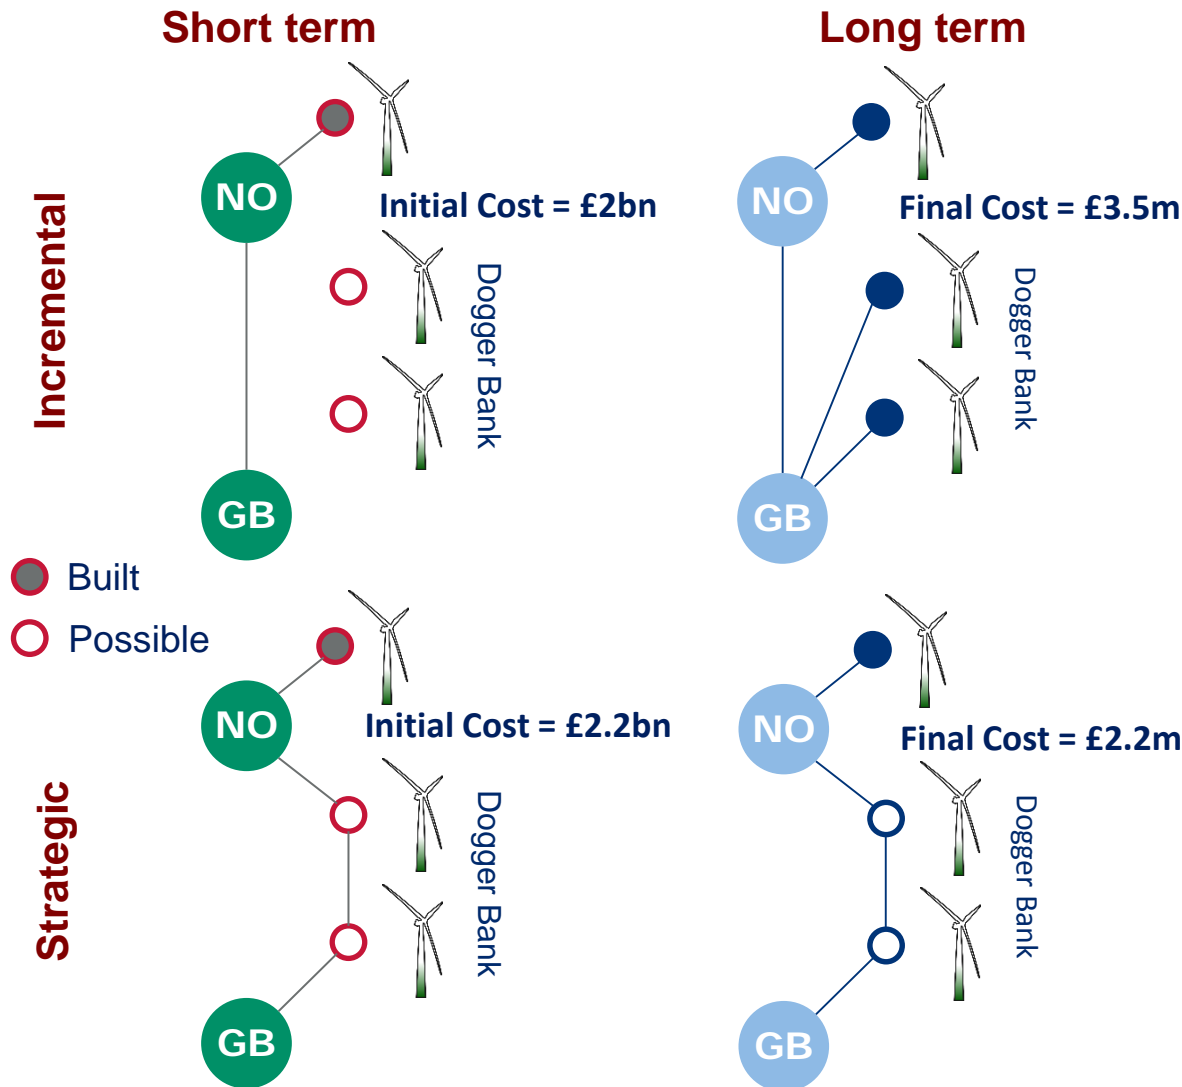 Short term
Long term
Incremental
NO
Initial Cost = £2bn
Dogger Bank
GB
NO
Final Cost = £3.5m
Dogger Bank
GB
Built
Possible
Strategic
NO
Initial Cost = £2.2bn
Dogger Bank
GB
NO
Final Cost = £2.2m
Dogger Bank
GB